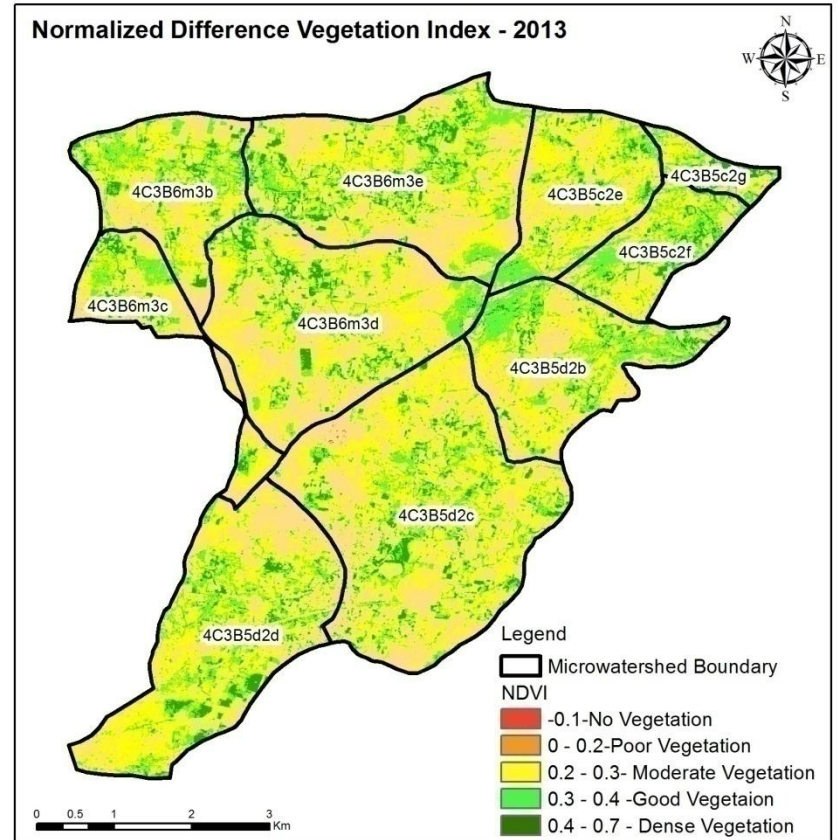 Normalized Difference Vegetation Index - 2013
N
W E
S
4C3B6m3b
4C3B6m3e
4C3B5c2e
4C3B5c2g
4C3B5c2f
4C3B6m3c
4C3B6m3d
4C3B5d2b
4C3B5d2c
4C3B5d2d
Legend
Microwatershed Boundary
NDVI
-0.1-No Vegetation
0 - 0.2-Poor Vegetation
0.2 - 0.3- Moderate Vegetation
0.3 - 0.4 -Good Vegetaion
0.4 - 0.7 - Dense Vegetation
0 0.5 1 2 3
Km